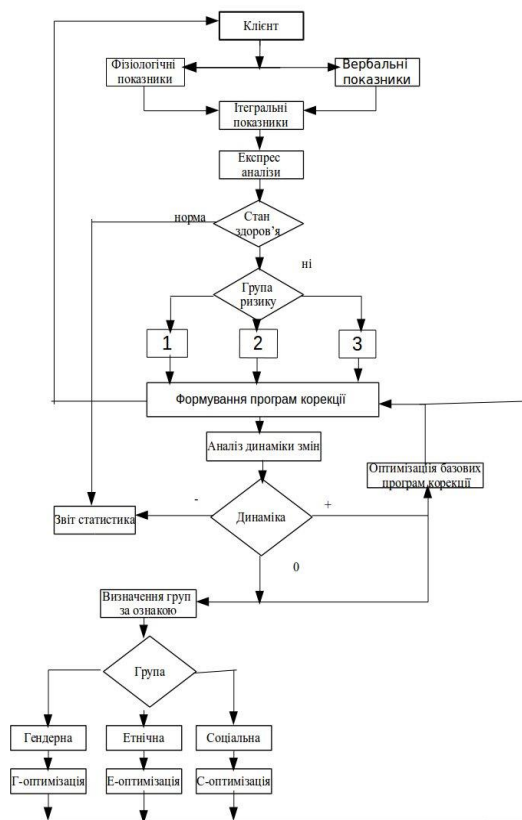 Клієнт
Фізіологічні
показники
Вербальні
показники
Ітегральні
показники
Експрес
аналізи
норма
Стан
здоров’я
ні
Група
ризику
1
2
3
Формування програм корекції
Аналіз динаміки змін
Оптимізація базових
програм корекції
-
+
Звіт статистика
Динаміка
0
Визначення груп
за ознакою
Група
Гендерна
Етнічна
Соціальна
Г-оптимізація
Е-оптимізація
С-оптимізація